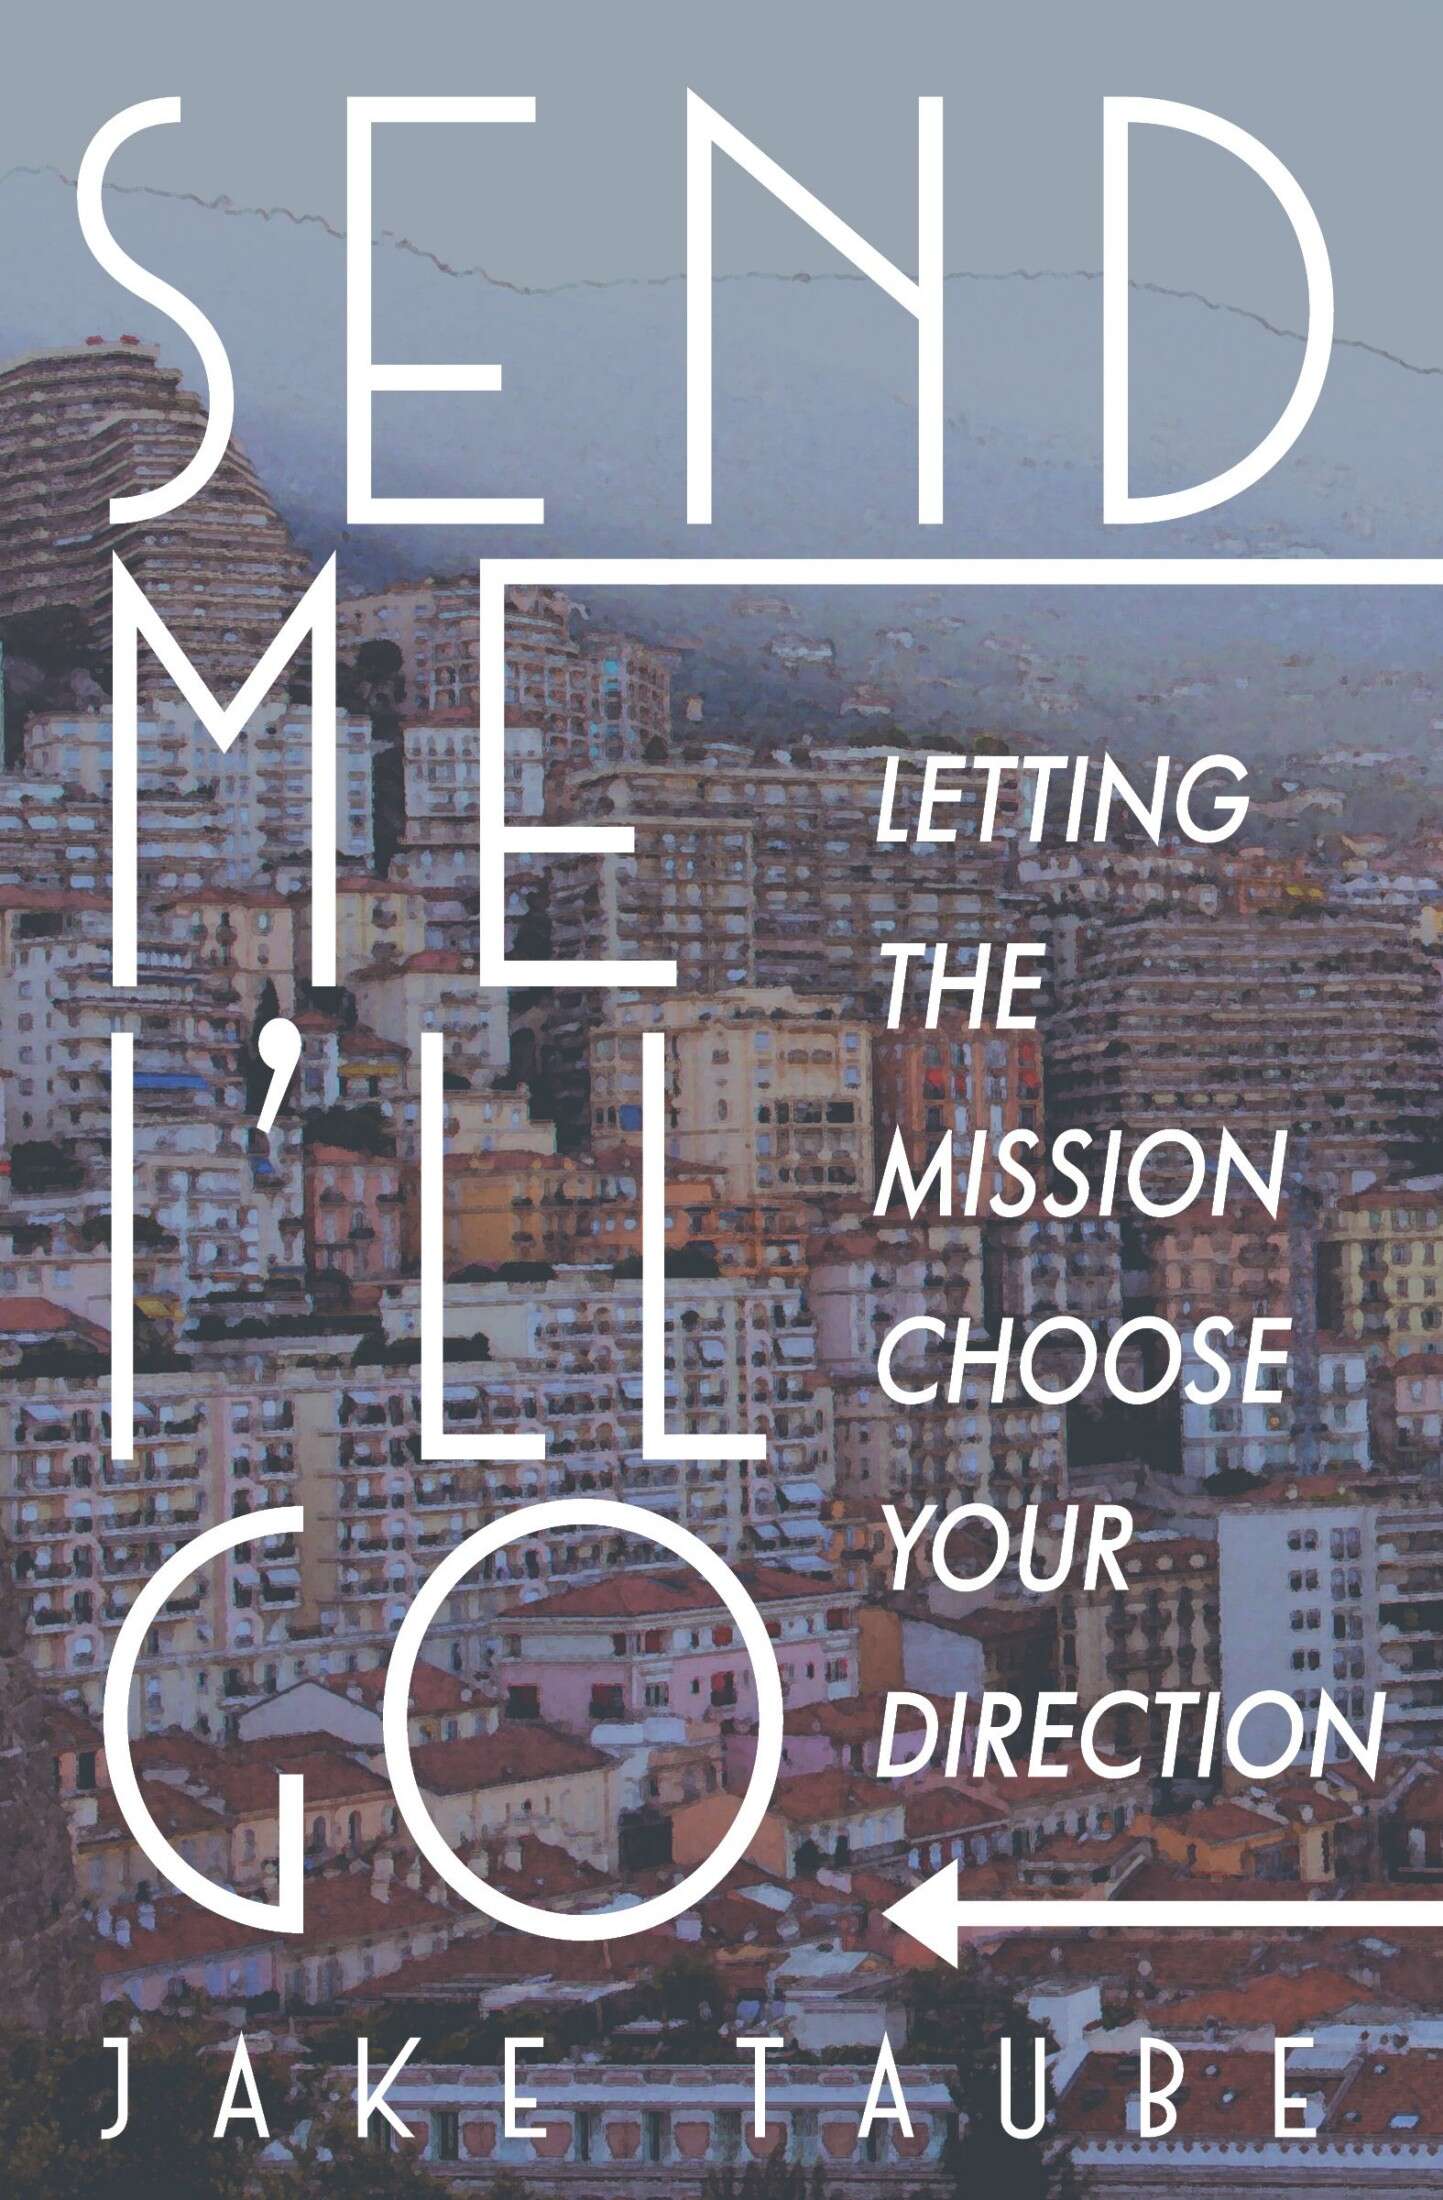 SEND
ME
I'LL
GO
LETTING
THE
MISSION
CHOOSE
YOUR
DIRECTION
JAKE TAUBE